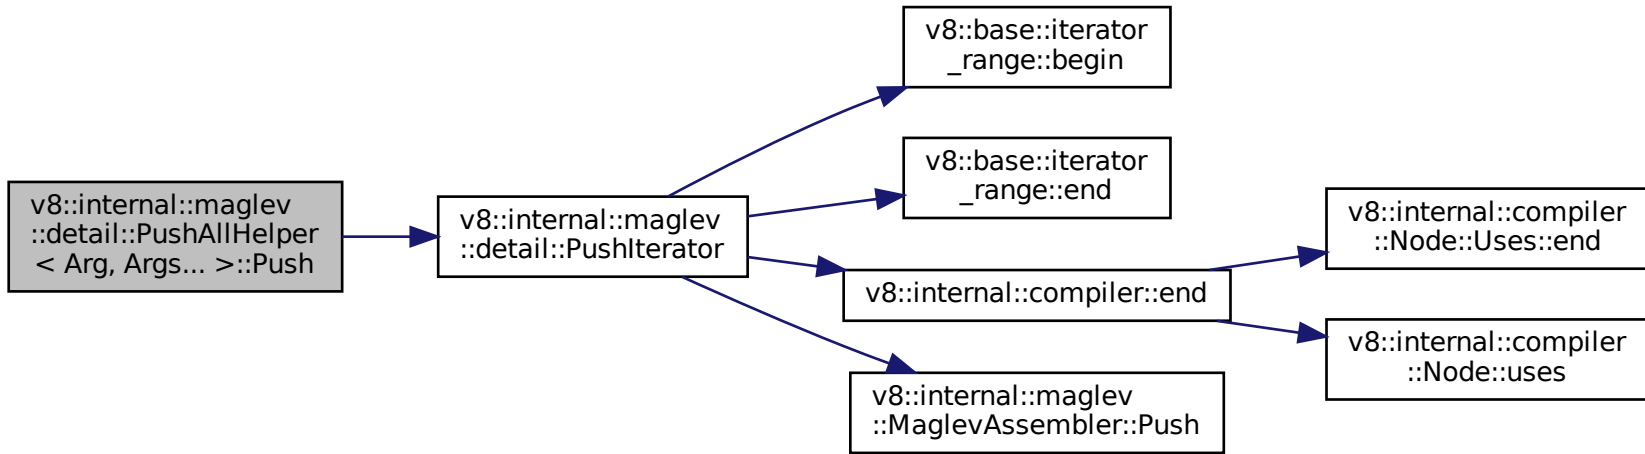 v8::internal::maglev
::detail::PushAllHelper
< Arg, Args... >::Push
v8::internal::maglev
::detail::PushIterator
v8::base::iterator
_range::begin
v8::base::iterator
_range::end
v8::internal::compiler::end
v8::internal::maglev
::MaglevAssembler::Push
v8::internal::compiler
::Node::Uses::end
v8::internal::compiler
::Node::uses